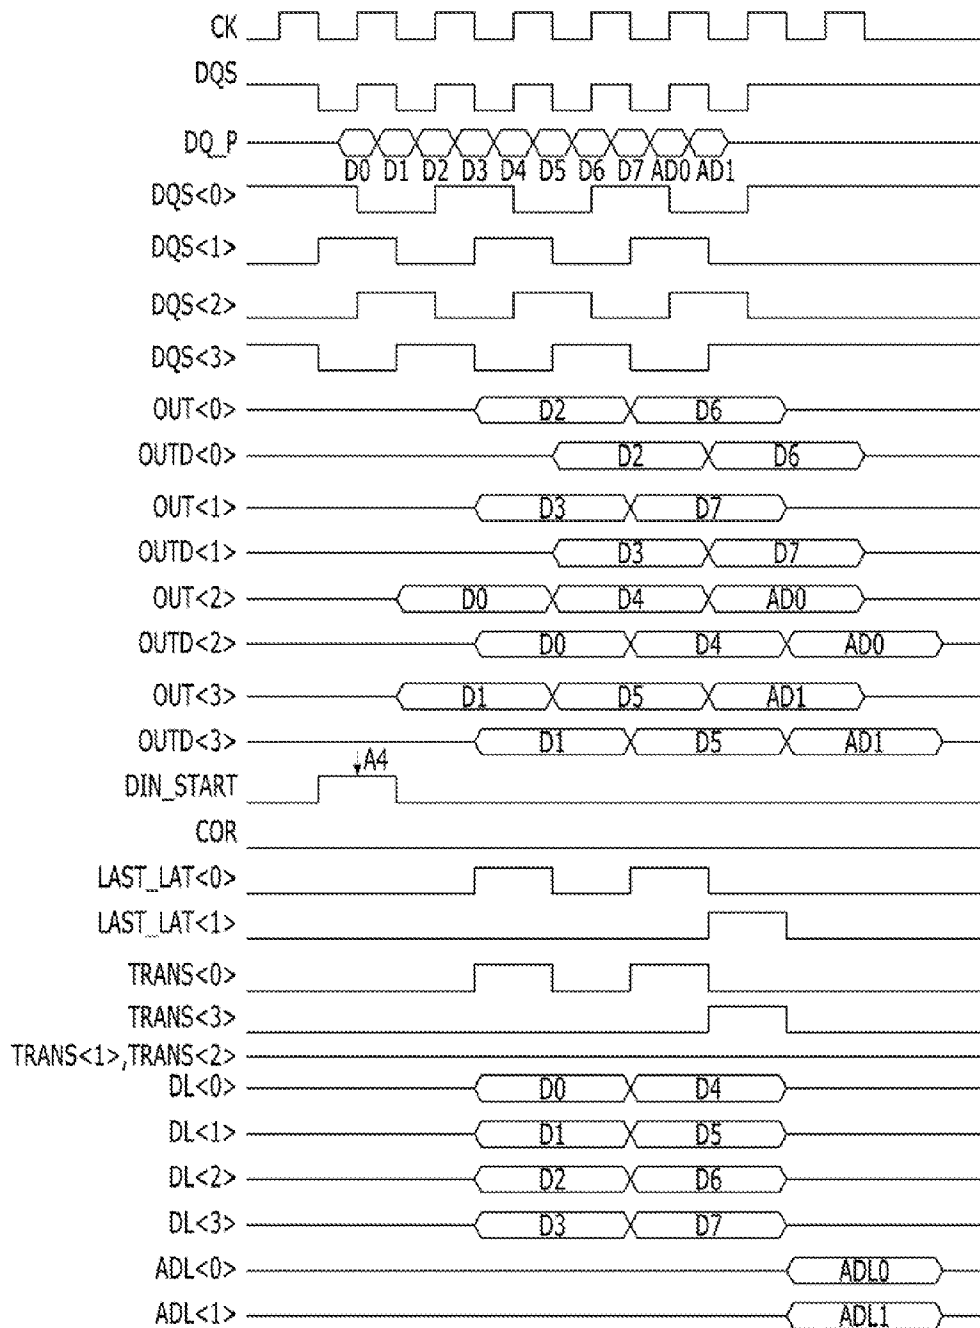 CK
DQS
DQ_P
D0 D1 D2 D3 D4 D5 D6 D7 AD0 AD1
DQS<0>
DQS<1>
DQS<2>
DQS<3>
OUT<0> D2 D6
OUTD<0> D2 D6
OUT<1> D3 D7
OUTD<1> D3 D7
OUT<2> D0 D4 AD0
OUTD<2> D0 D4 AD0
OUT<3> D1 D5 AD1
OUTD<3> D1 D5 AD1
A4
DIN_START
COR
LAST_LAT<0>
LAST_LAT<1>
TRANS<0>
TRANS<3>
TRANS<1>,TRANS<2>
DL<0> D0 D4
DL<1> D1 D5
DL<2> D2 D6
DL<3> D3 D7
ADL<0> ADL0
ADL<1> ADL1